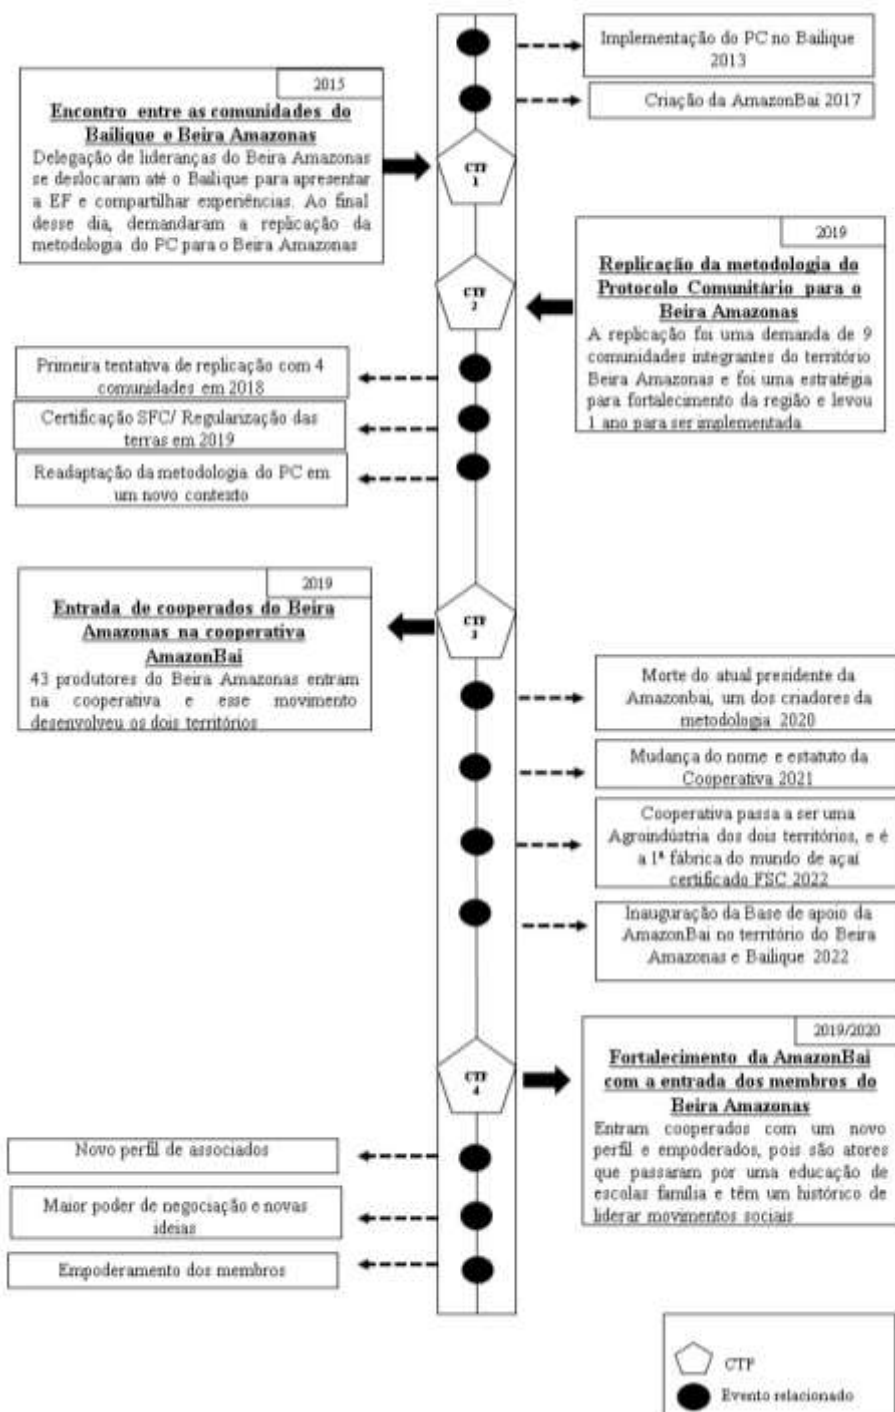 Implementação do PC no Bailique
2013
Criação da AmazonBai 2017
2015
Encontro entre as comunidades do
Bailique e Beira Amazonas
Delegação de lideranças do Beira Amazonas
se deslocaram até o Bailique para apresentar
a EF e compartilhar experiências. Ao final
desse dia, demandaram a replicação da
metodologia do PC para o Beira Amazonas
CTF
1
2019
Replicação da metodologia do
Protocolo Comunitário para o
Beira Amazonas
A replicação foi uma demanda de 9
comunidades integrantes do território
Beira Amazonas e foi uma estratégia
para fortalecimento da região e levou
1 ano para ser implementada
CTF
2
Primeira tentativa de replicação com 4
comunidades em 2018
Certificação SFC/ Regularização das
terras em 2019
Readaptação da metodologia do PC em
um novo contexto
2019
Entrada de cooperados do Beira
Amazonas na cooperativa
AmazonBai
43 produtores do Beira Amazonas entram
na cooperativa e esse movimento
desenvolveu os dois territórios
CTF
3
Morte do atual presidente da
Amazonbai, um dos criadores da
metodologia 2020
Mudança do nome e estatuto da
Cooperativa 2021
Cooperativa passa a ser uma
Agroindústria dos dois territórios, e é
a 1ª fábrica do mundo de açaí
certificado FSC 2022
Inauguração da Base de apoio da
AmazonBai no território do Beira
Amazonas e Bailique 2022
2019/2020
Fortalecimento da AmazonBai
com a entrada dos membros do
Beira Amazonas
Entram cooperados com um novo
perfil e empoderados, pois são atores
que passaram por uma educação de
escolas família e têm um histórico de
liderar movimentos sociais
CTF
4
Novo perfil de associados
Maior poder de negociação e novas
ideias
Empoderamento dos membros
CTF
Evento relacionado